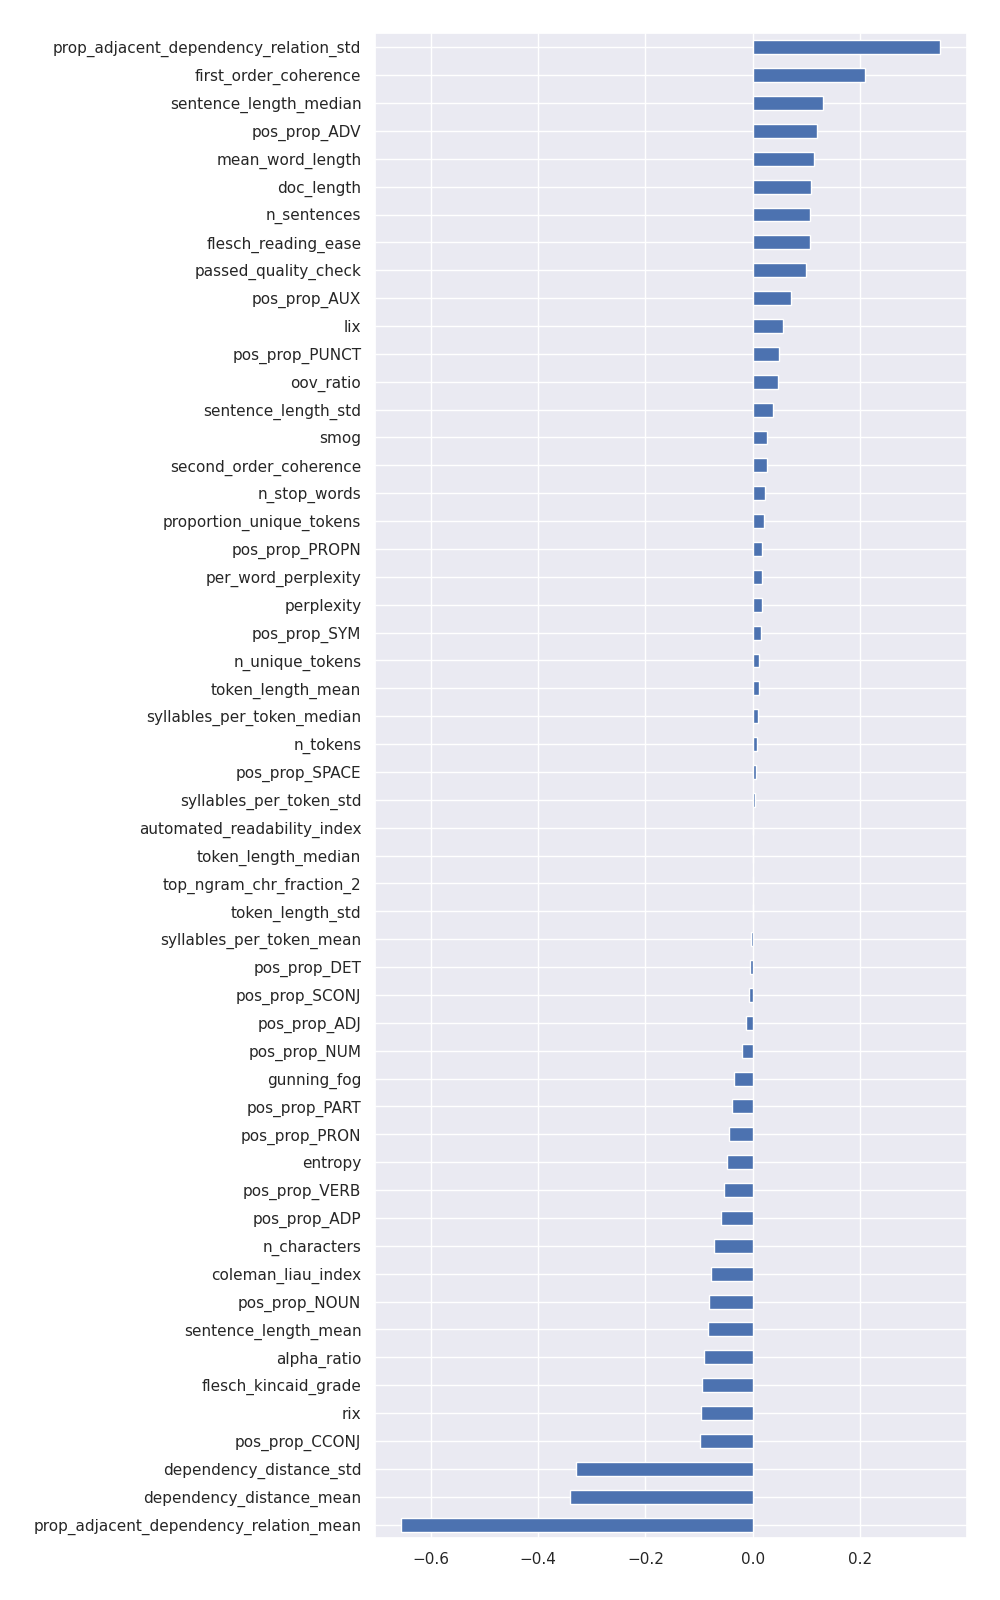 prop_adjacent_dependency_relation_std
first_order_coherence
sentence_length_median
pos_prop_ADV
mean_word_length
doc_length
n_sentences
flesch_reading_ease
passed_quality_check
pos_prop_AUX
lix
pos_prop_PUNCT
oov_ratio
sentence_length_std
smog
second_order_coherence
n_stop_words
proportion_unique_tokens
pos_prop_PROPN
per_word_perplexity
perplexity
pos_prop_SYM
n_unique_tokens
token_length_mean
syllables_per_token_median
n_tokens
pos_prop_SPACE
syllables_per_token_std
automated_readability_index
token_length_median
top_ngram_chr_fraction_2
token_length_std
syllables_per_token_mean
pos_prop_DET
pos_prop_SCONJ
pos_prop_ADJ
pos_prop_NUM
gunning_fog
pos_prop_PART
pos_prop_PRON
entropy
pos_prop_VERB
pos_prop_ADP
n_characters
coleman_liau_index
pos_prop_NOUN
sentence_length_mean
alpha_ratio
flesch_kincaid_grade
rix
pos_prop_CCONJ
dependency_distance_std
dependency_distance_mean
prop_adjacent_dependency_relation_mean
−0.6 −0.4 −0.2 0.0 0.2